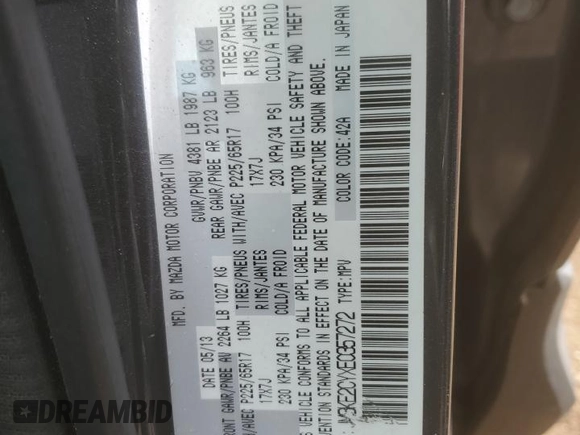 MFD. BY MAZDA MOTOR CORPORATION
DATE 05/13
GVWR/PNBV 4381 LB 1987 KG
FRONT GAWR/PNBE AV 2264 LB 1027 KG
REAR GAWR/PNBE AR 2123 LB 963 KG
WITH/AVEC P225/65R17 100H TIRES/PNEUS
WITH/AVEC P225/65R17 100H TIRES/PNEUS
17X7J RIMS/JANTES
17X7J RIMS/JANTES
230 KPA/34 PSI COLD/A FROID
230 KPA/34 PSI COLD/A FROID
VEHICLE CONFORMS TO ALL APPLICABLE FEDERAL MOTOR VEHICLE SAFETY AND THEFT
STANDARDS IN EFFECT ON THE DATE OF MANUFACTURE SHOWN ABOVE.
TYPE:MPV
COLOR CODE:42A MADE IN JAPAN
DREAMBID